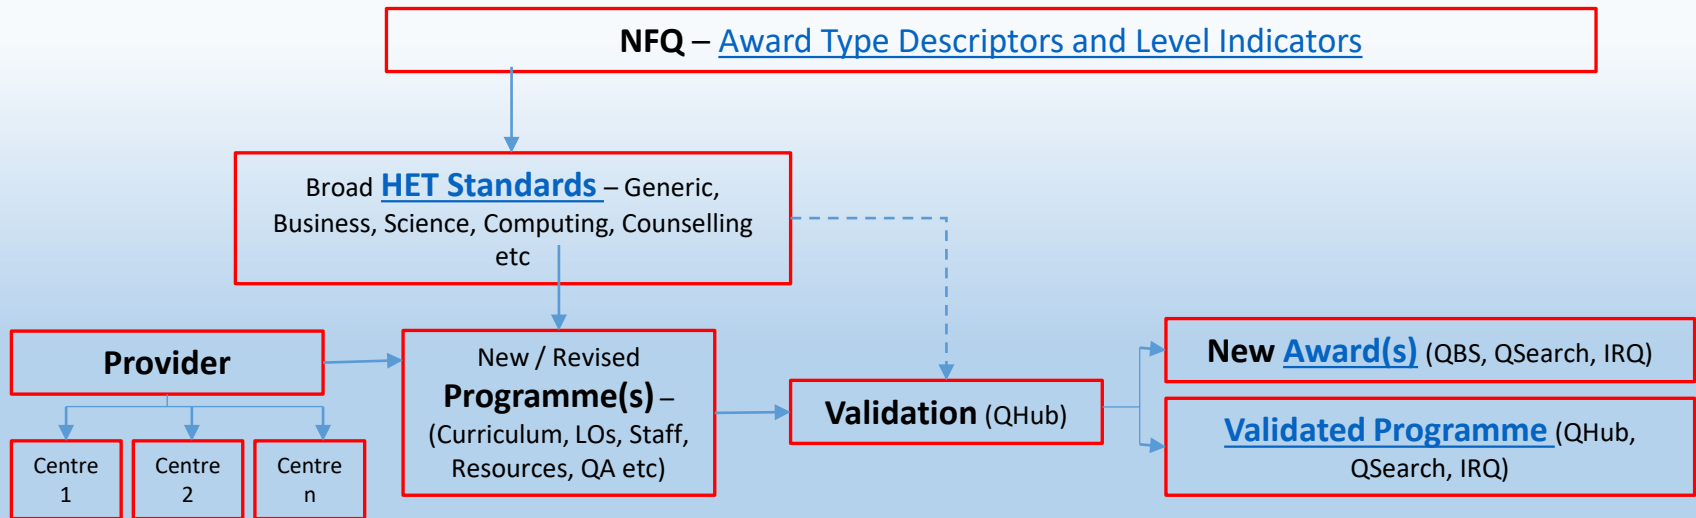 NFQ – Award Type Descriptors and Level Indicators
Broad HET Standards – Generic,
Business, Science, Computing, Counselling
etc
Provider
New / Revised
Programme(s) –
(Curriculum, LOs, Staff,
Resources, QA etc)
Centre
1
Centre
2
Centre
n
Validation (QHub)
New Award(s) (QBS, QSearch, IRQ)
Validated Programme (QHub,
QSearch, IRQ)